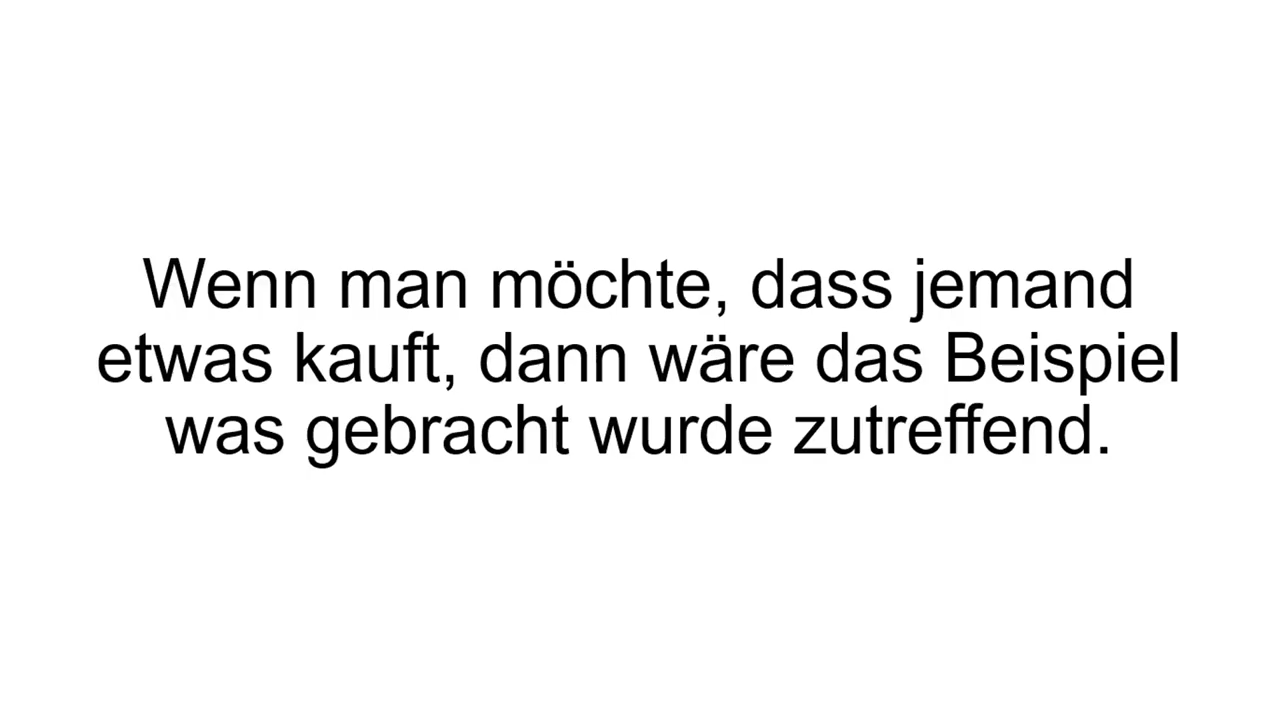 Wenn man möchte, dass jemand
etwas kauft, dann wäre das Beispiel
was gebracht wurde zutreffend.